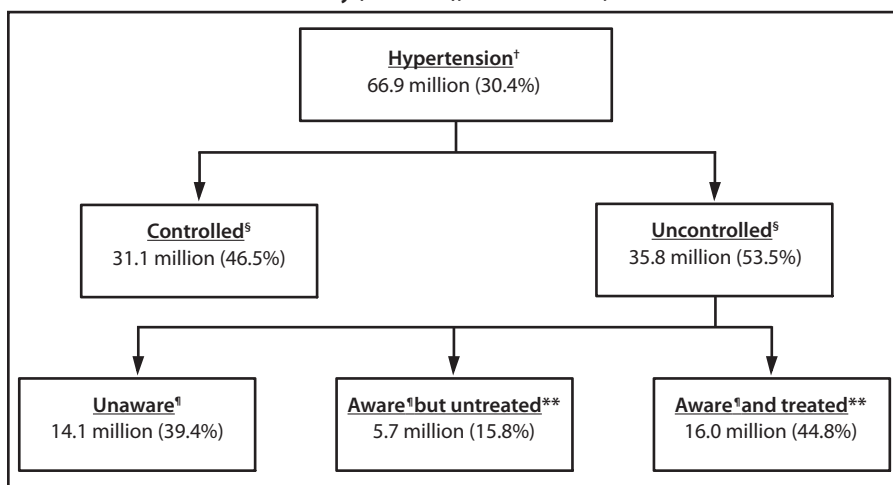 Hypertension†
66.9 million (30.4%)
Controlled§
31.1 million (46.5%)
Uncontrolled§
35.8 million (53.5%)
Unaware¶
14.1 million (39.4%)
Aware¶but untreated**
5.7 million (15.8%)
Aware¶and treated**
16.0 million (44.8%)